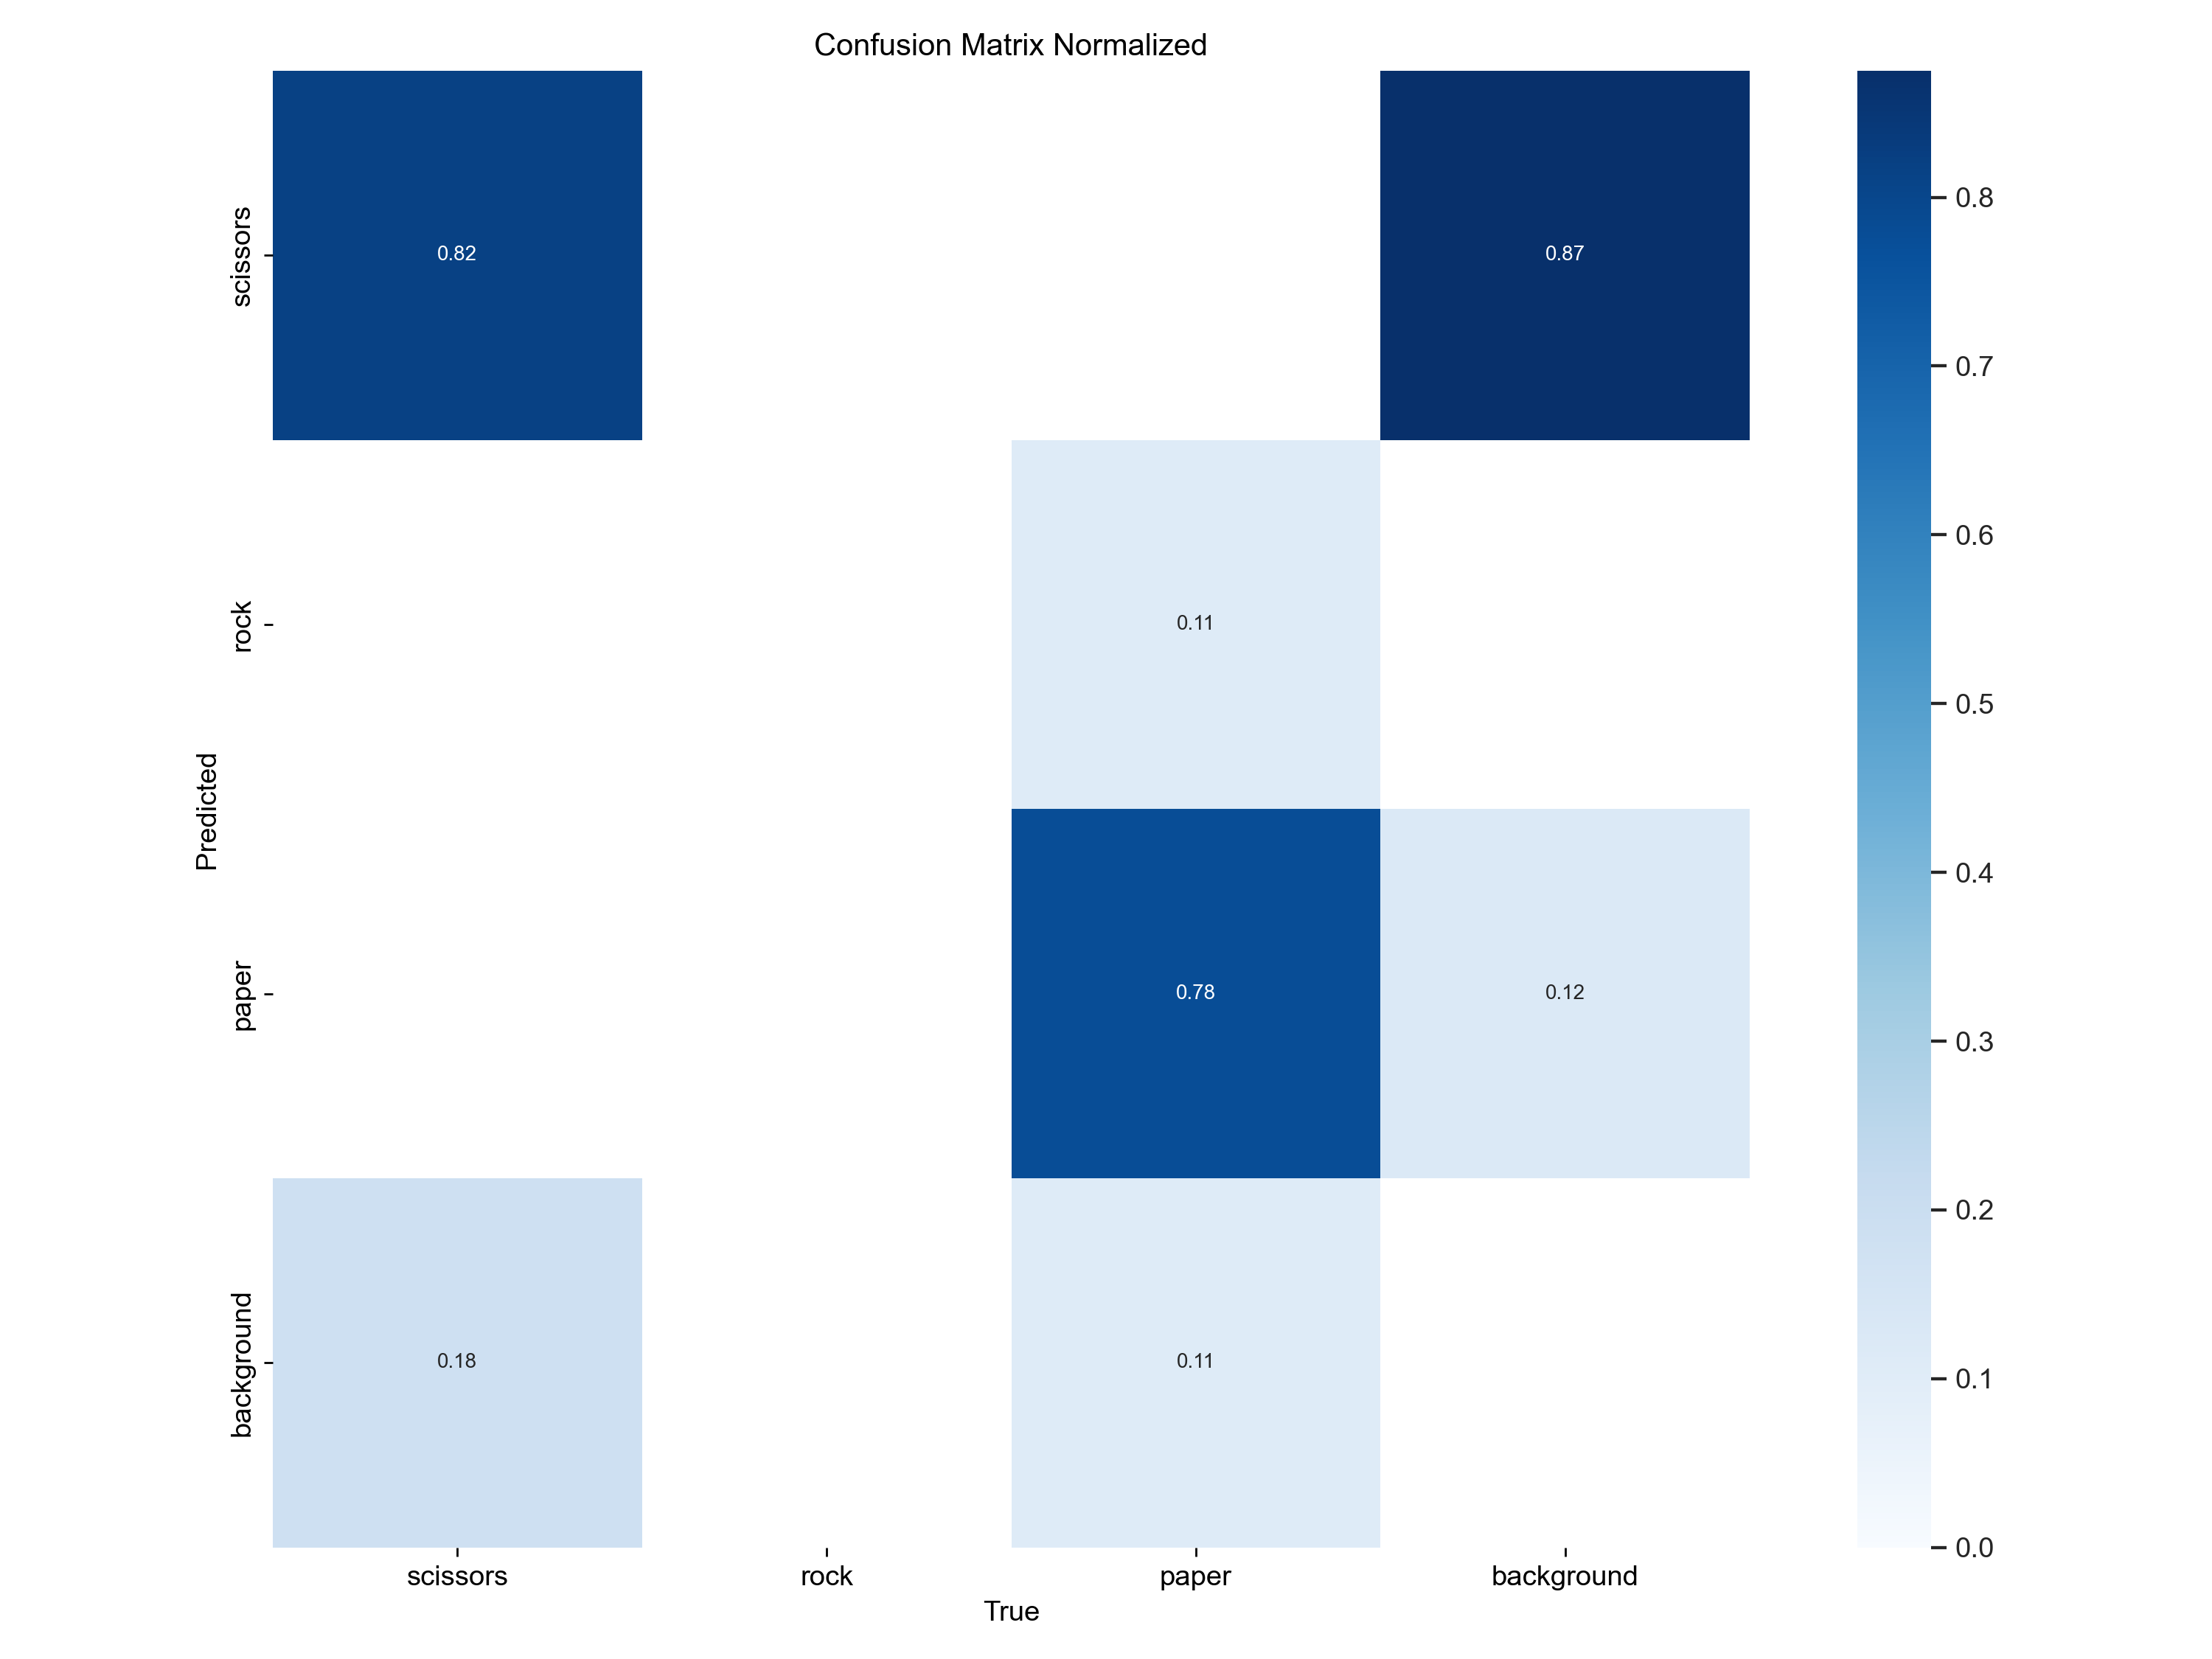 Confusion Matrix Normalized
scissors
0.82
0.87
0.8
0.7
0.6
rock
0.11
0.5
Predicted
0.4
paper
0.78
0.12
0.3
0.2
background
0.18
0.11
0.1
0.0
scissors
rock
paper
background
True